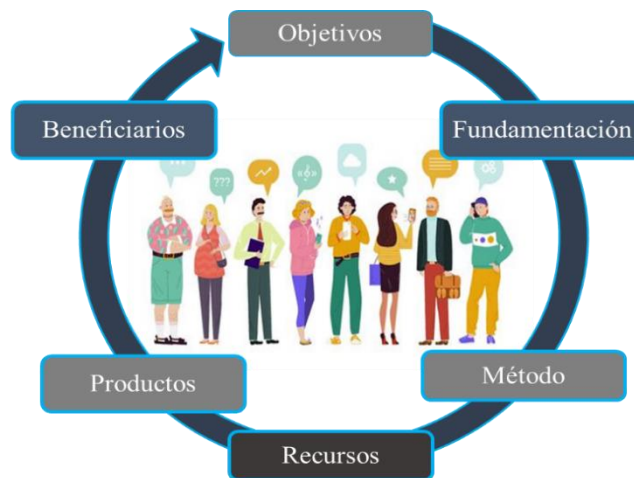 Objetivos
Beneficiarios
Fundamentación
???
Productos
Método
Recursos